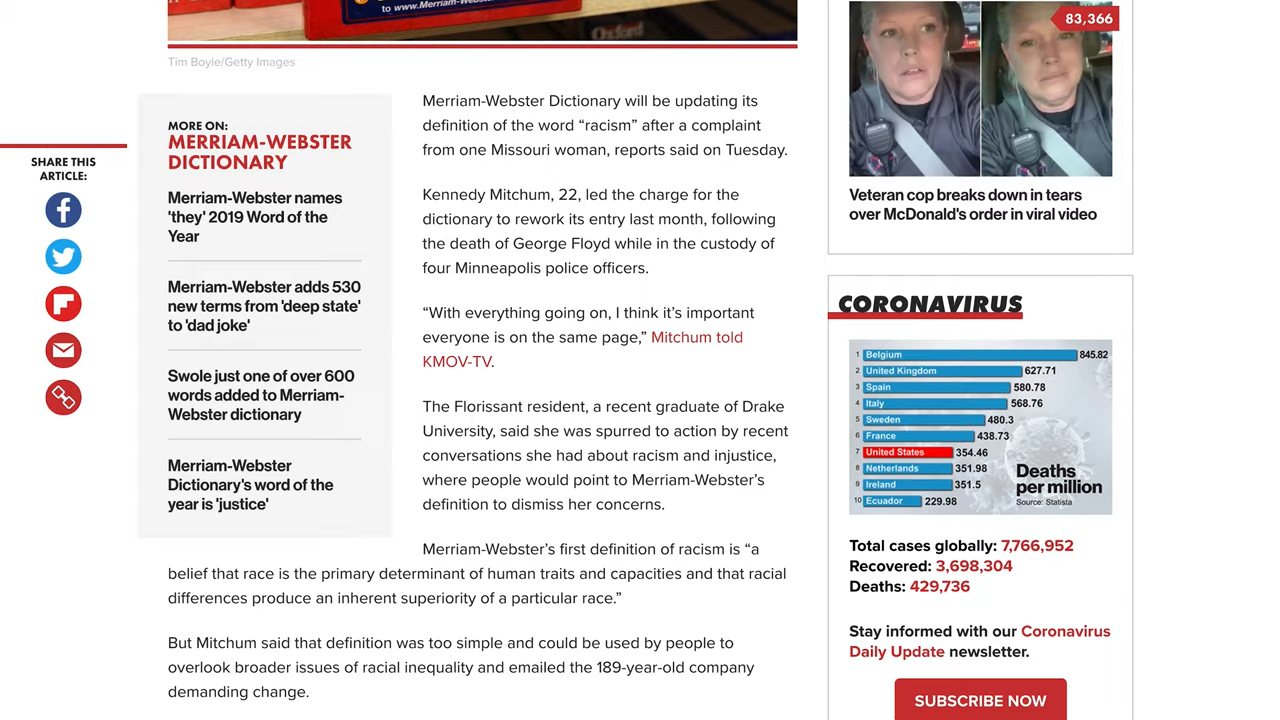 to www.Merriam-Webster
Oxford
Tim Boyle/Getty Images
SHARE THIS
ARTICLE:
MORE ON:
MERRIAM-WEBSTER
DICTIONARY
Merriam-Webster names
'they' 2019 Word of the
Year
Merriam-Webster adds 530
new terms from 'deep state'
to 'dad joke'
Swole just one of over 600
words added to Merriam-
Webster dictionary
Merriam-Webster
Dictionary's word of the
year is 'justice'
Merriam-Webster Dictionary will be updating its
definition of the word “racism” after a complaint
from one Missouri woman, reports said on Tuesday.
Kennedy Mitchum, 22, led the charge for the
dictionary to rework its entry last month, following
the death of George Floyd while in the custody of
four Minneapolis police officers.
“With everything going on, I think it’s important
everyone is on the same page,” Mitchum told
KMOV-TV.
The Florissant resident, a recent graduate of Drake
University, said she was spurred to action by recent
conversations she had about racism and injustice,
where people would point to Merriam-Webster’s
definition to dismiss her concerns.
Merriam-Webster’s first definition of racism is “a
belief that race is the primary determinant of human traits and capacities and that racial
differences produce an inherent superiority of a particular race.”
But Mitchum said that definition was too simple and could be used by people to
overlook broader issues of racial inequality and emailed the 189-year-old company
demanding change.
83,366
Veteran cop breaks down in tears
over McDonald's order in viral video
CORONAVIRUS
1 Belgium 845.82
2 United Kingdom 627.71
3 Spain 580.78
4 Italy 568.76
5 Sweden 480.3
6 France 438.73
7 United States 354.46
8 Netherlands 351.98
9 Ireland 351.5
10 Ecuador 229.98
Deaths
per million
Source: Statista
Total cases globally: 7,766,952
Recovered: 3,698,304
Deaths: 429,736
Stay informed with our Coronavirus
Daily Update newsletter.
SUBSCRIBE NOW